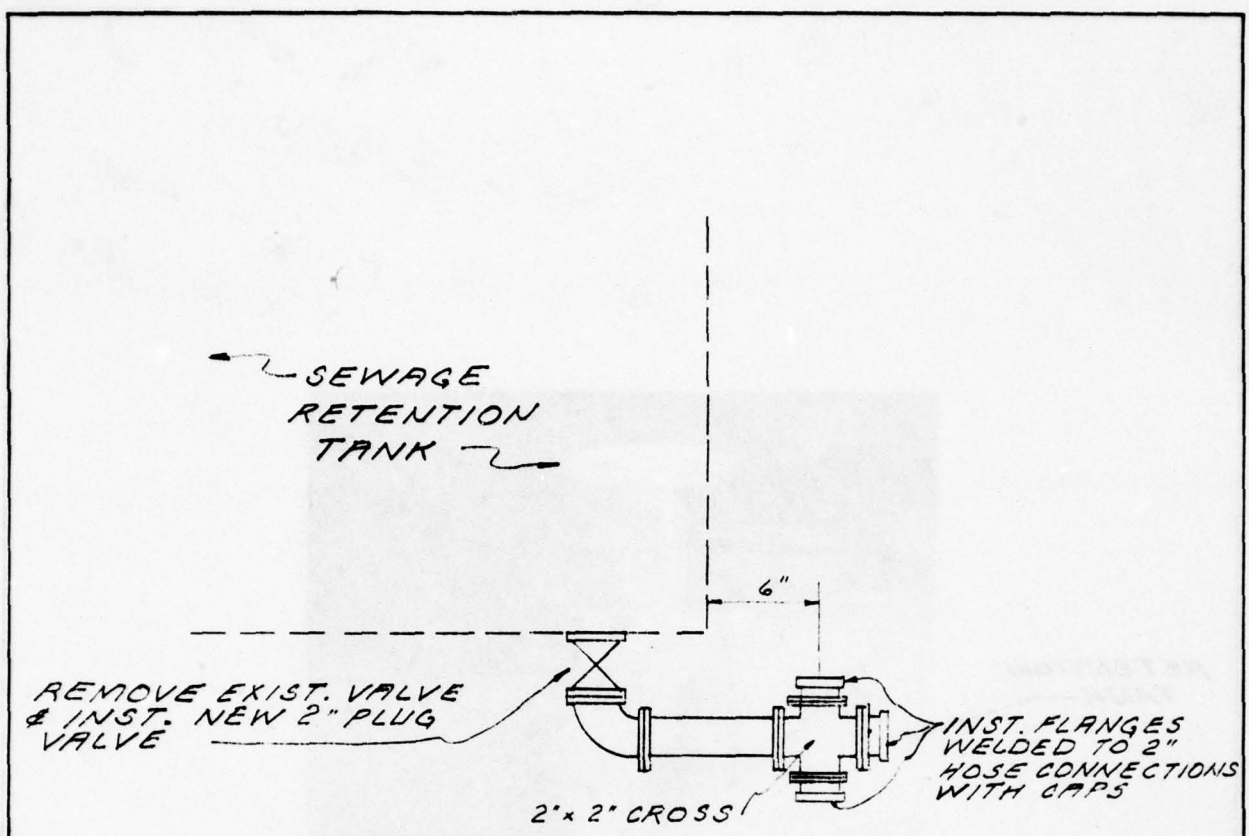 SEWAGE
RETENTION
TANK
6"
REMOVE EXIST. VALVE
& INST. NEW 2" PLUG
VALVE
INST. FLANGES
WELDED TO 2"
HOSE CONNECTIONS
WITH CAPS
2" x 2" CROSS